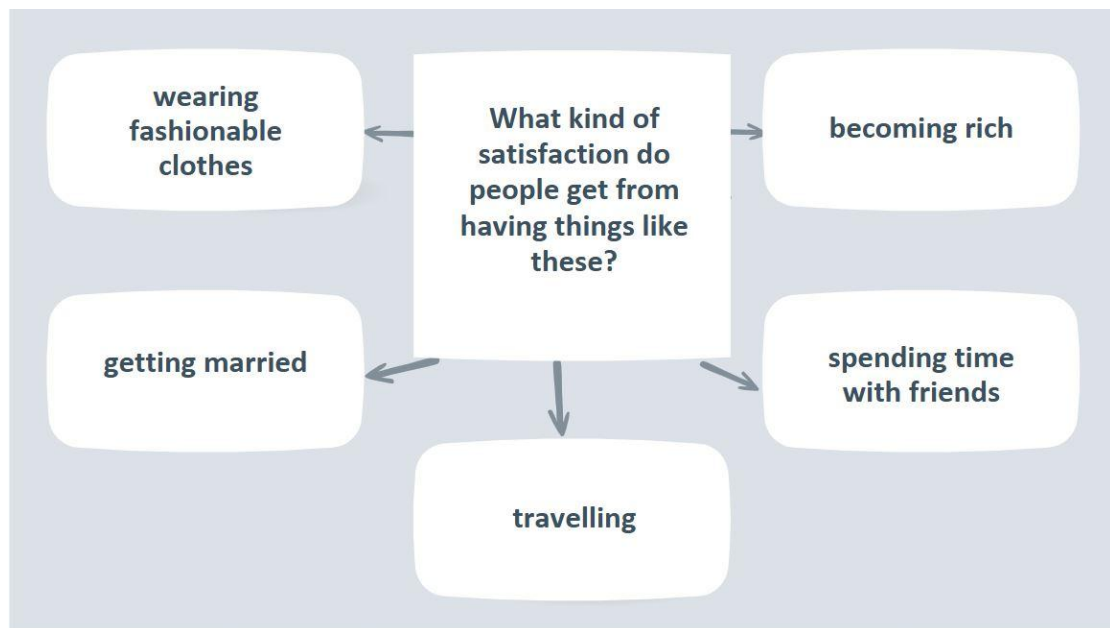 wearing
fashionable
clothes
What kind of
satisfaction do
people get from
having things like
these?
becoming rich
getting married
spending time
with friends
travelling